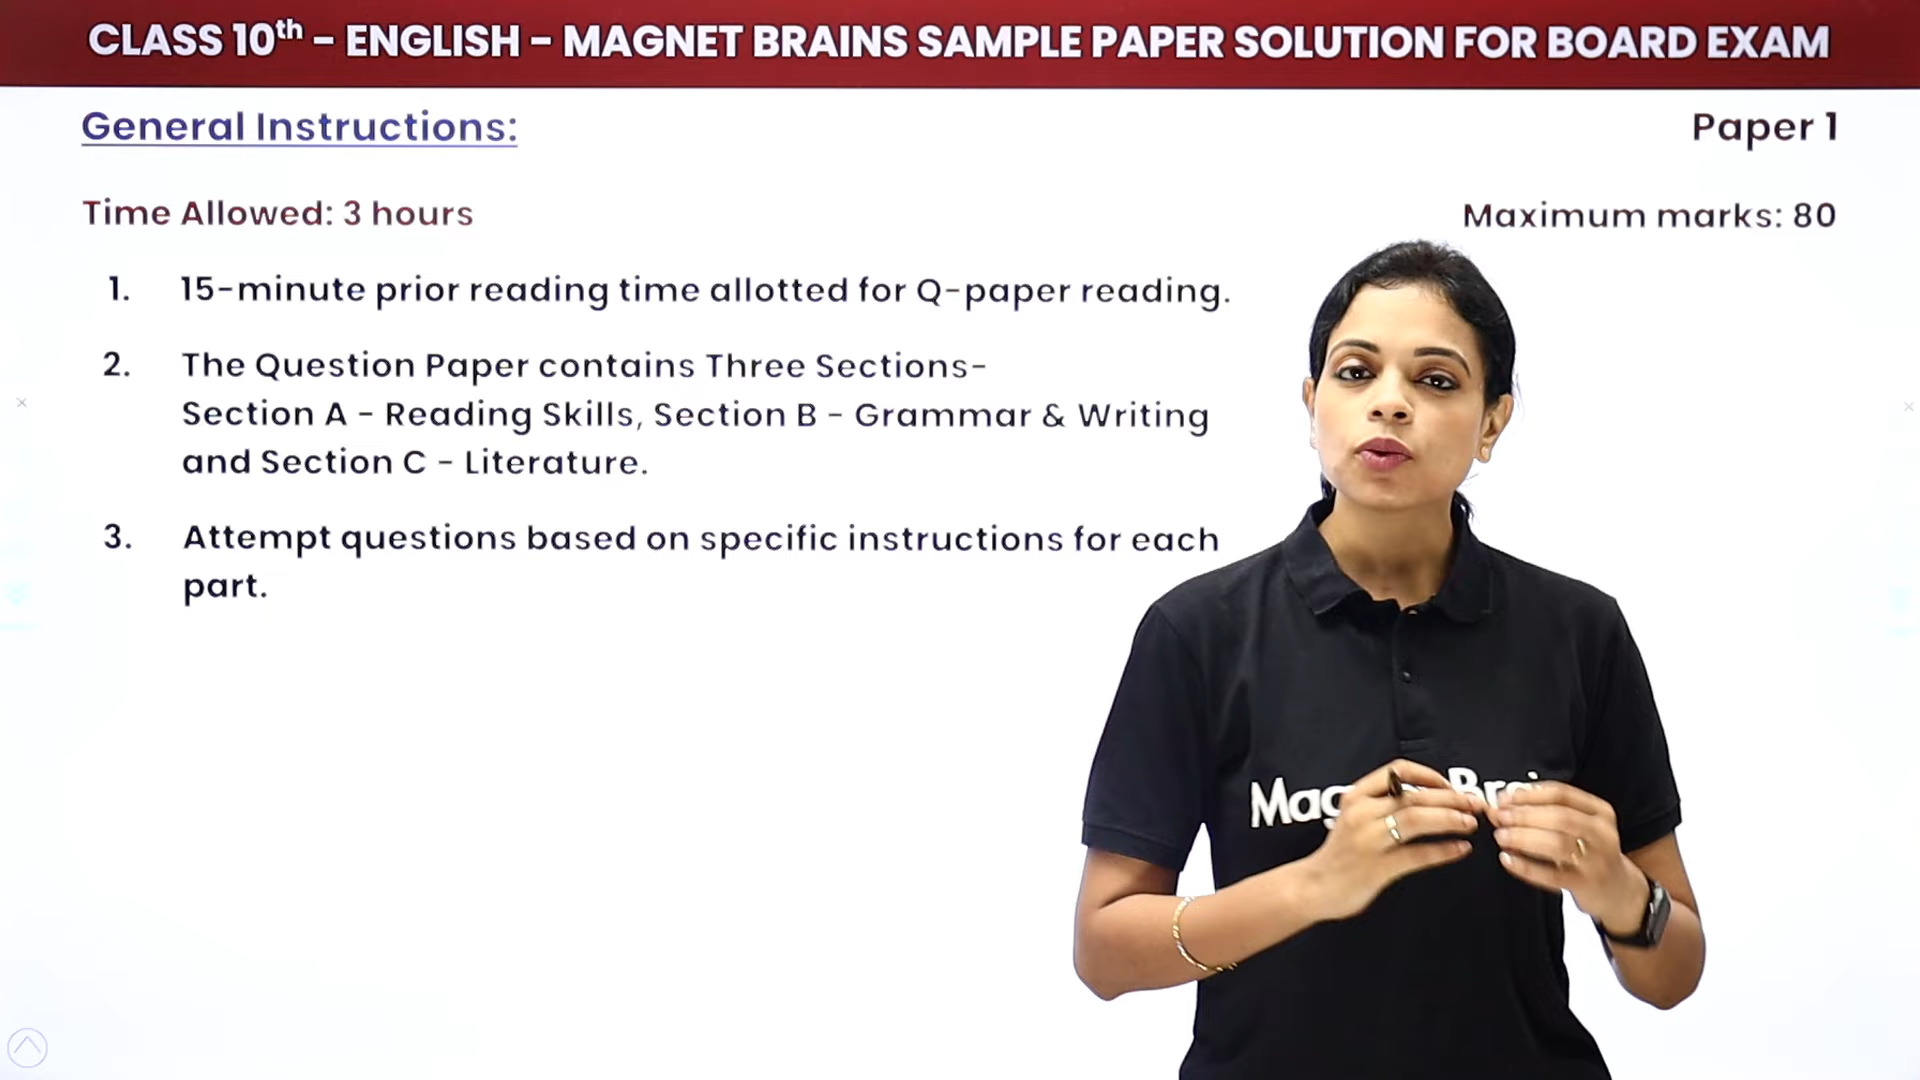 CLASS 10th - ENGLISH - MAGNET BRAINS SAMPLE PAPER SOLUTION FOR BOARD EXAM
General Instructions:
Paper 1
Time Allowed: 3 hours
Maximum marks: 80
1. 15-minute prior reading time allotted for Q-paper reading.
2. The Question Paper contains Three Sections-
Section A - Reading Skills, Section B - Grammar & Writing
and Section C - Literature.
3. Attempt questions based on specific instructions for each
part.